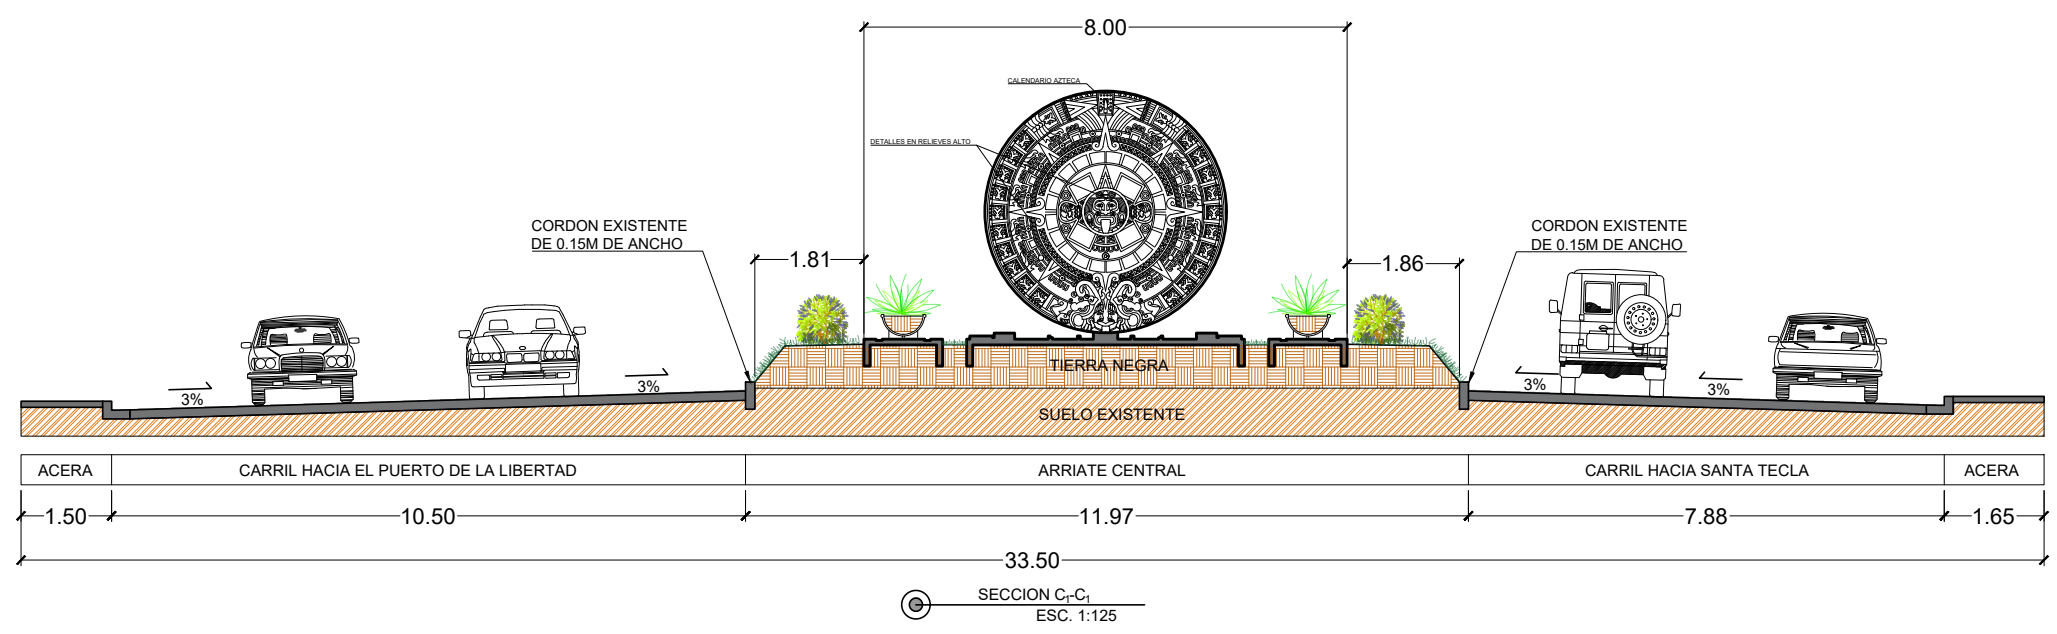 8.00
CALENDARIO AZTECA
DETALLES EN RELIEVES ALTO
CORDON EXISTENTE
DE 0.15M DE ANCHO
CORDON EXISTENTE
DE 0.15M DE ANCHO
1.81
1.86
TIERRA NEGRA
3%
3%
3%
3%
SUELO EXISTENTE
ACERA
CARRIL HACIA EL PUERTO DE LA LIBERTAD
ARRIATE CENTRAL
CARRIL HACIA SANTA TECLA
ACERA
1.50
10.50
11.97
7.88
1.65
33.50
SECCION C1-C1
ESC. 1:125